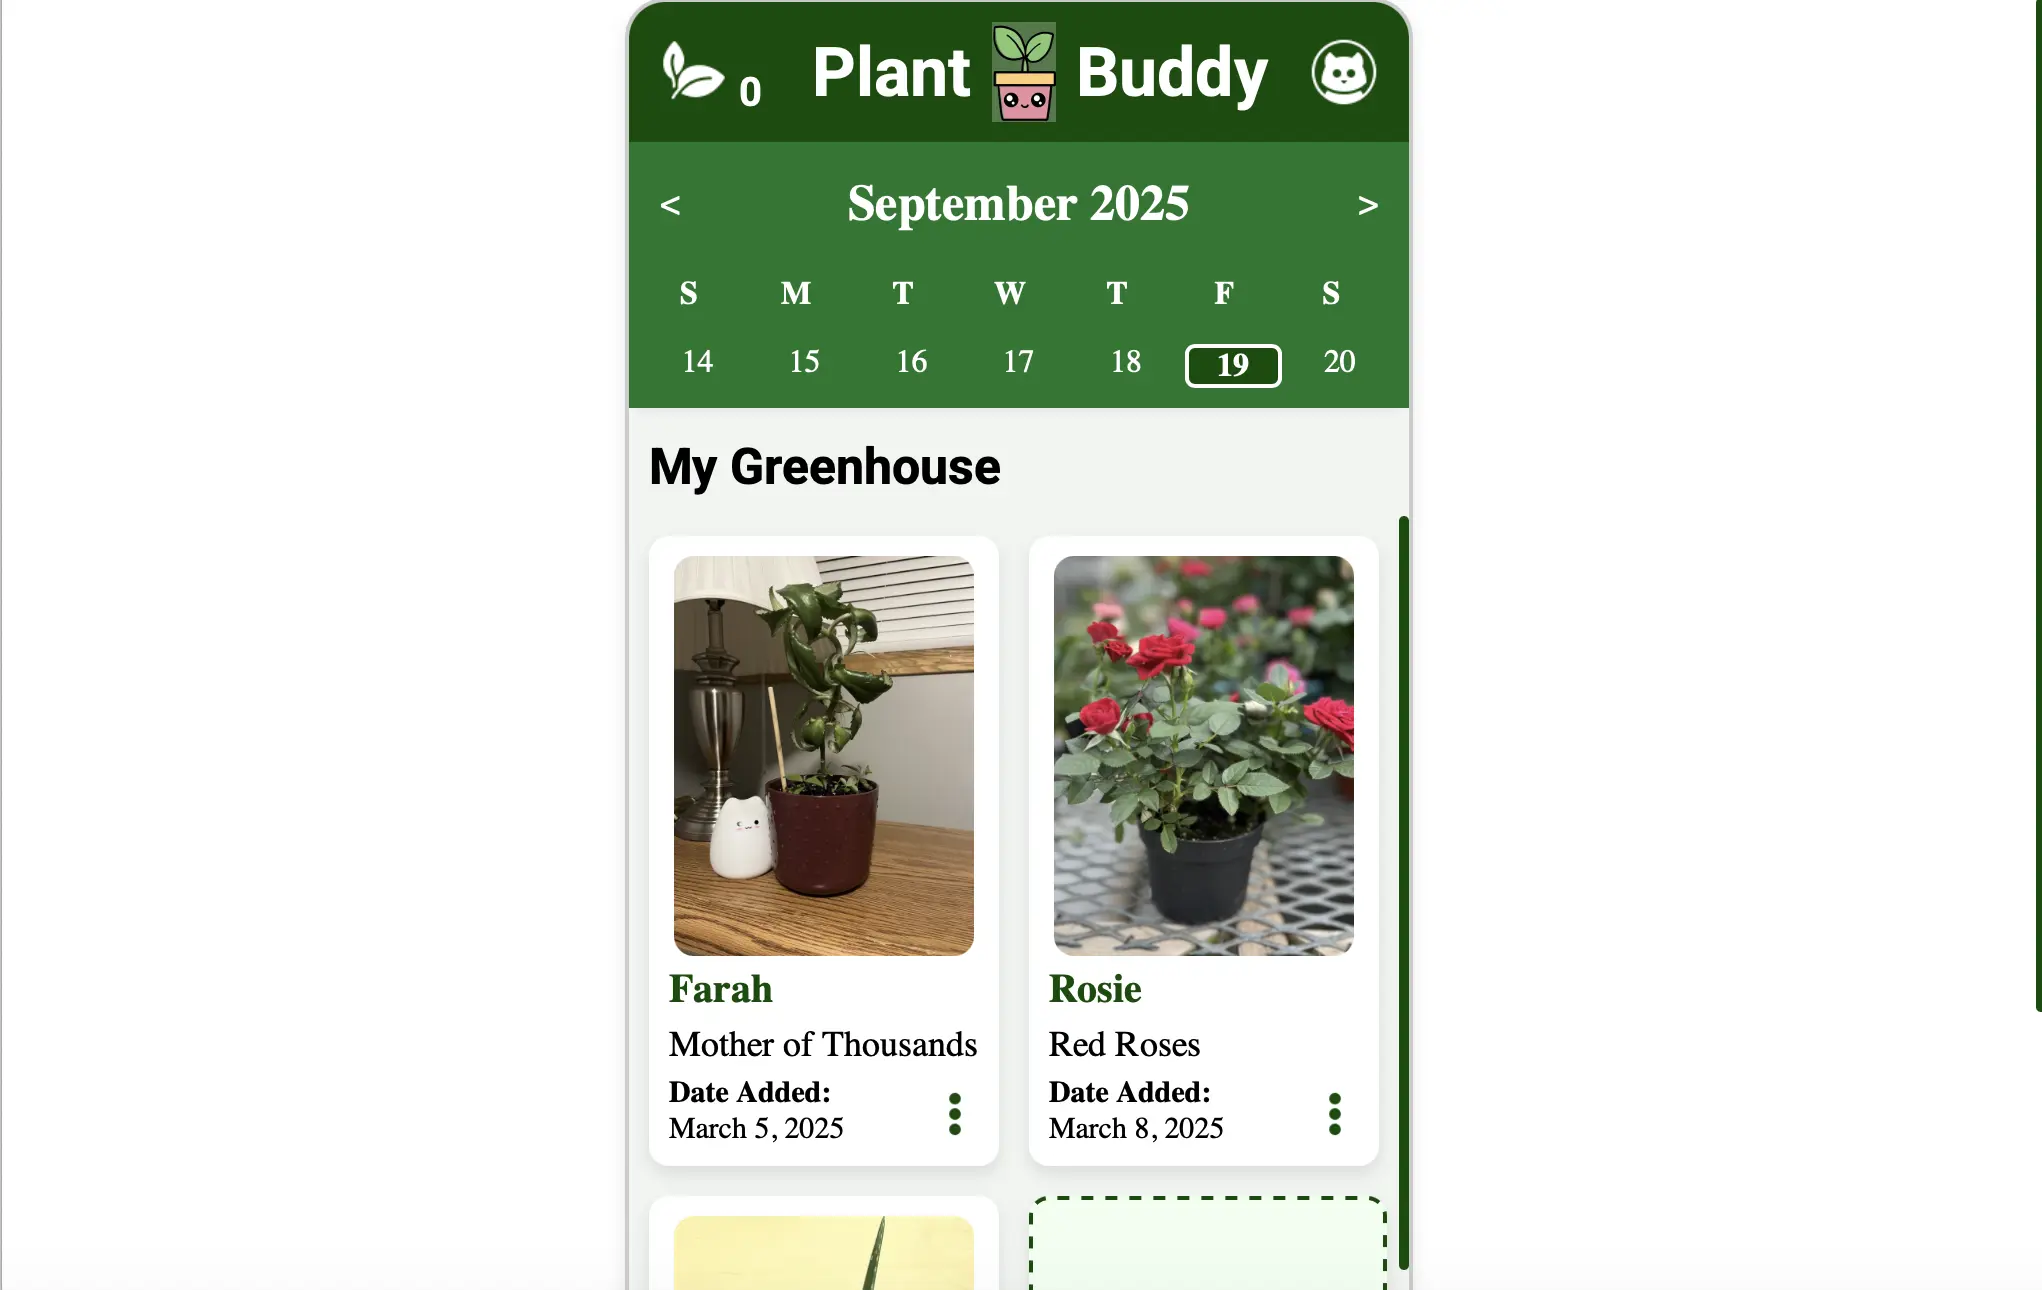 0 Plant Buddy
< September 2025 >
S M T W T F S
14 15 16 17 18 19 20
My Greenhouse
Farah
Mother of Thousands
Date Added:
March 5, 2025
Rosie
Red Roses
Date Added:
March 8, 2025